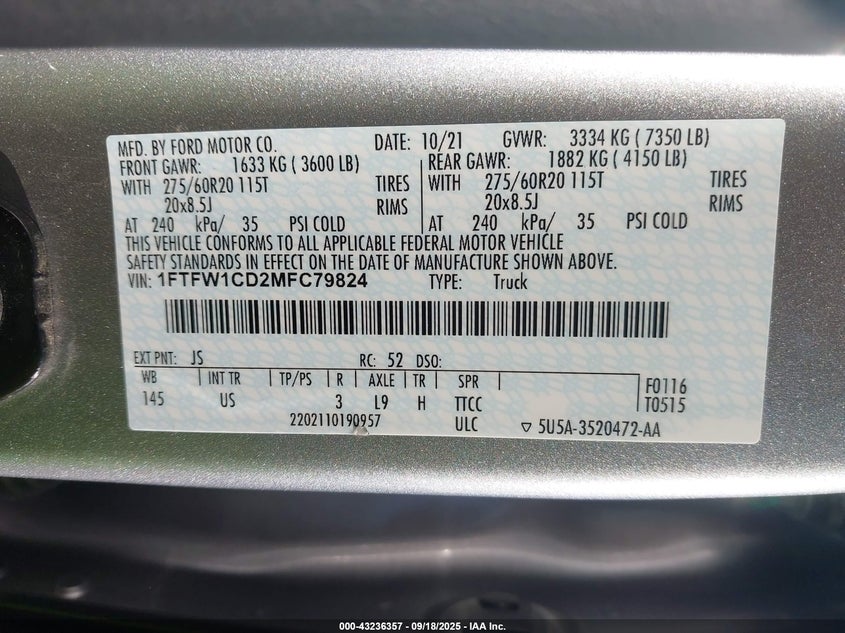 MFD. BY FORD MOTOR CO. DATE: 10/21 GVWR: 3334 KG ( 7350 LB)
FRONT GAWR: 1633 KG ( 3600 LB) REAR GAWR: 1882 KG ( 4150 LB)
WITH 275/60R20 115T TIRES 275/60R20 115T TIRES
20x8.5J RIMS 20x8.5J RIMS
AT 240 kPa/ 35 PSI COLD AT 240 kPa/ 35 PSI COLD
THIS VEHICLE CONFORMS TO ALL APPLICABLE FEDERAL MOTOR VEHICLE
SAFETY STANDARDS IN EFFECT ON THE DATE OF MANUFACTURE SHOWN ABOVE.
VIN: 1FTFW1CD2MFC79824 TYPE: Truck
EXT PNT: JS RC: 52 DSO:
WB INT TR TP/PS R AXLE TR SPR F0116
145 US 3 L9 H TTCC T0515
2202110190957 ULC ▽ 5U5A-3520472-AA
000-43236357 - 09/18/2025 - IAA Inc.